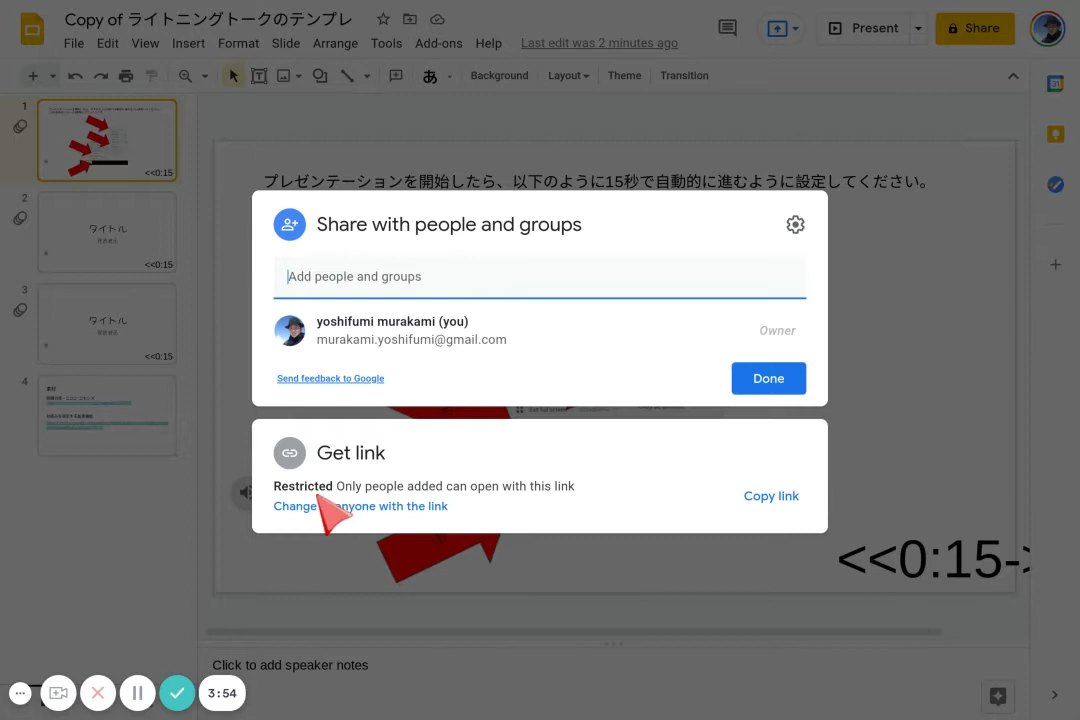 Copy of ライトニングトークのテンプレ
File Edit View Insert Format Slide Arrange Tools Add-ons Help Last edit was 2 minutes ago
Present
Share
あ Background Layout Theme Transition
1
<<0:15
2
タイトル
<<0:15
3
タイトル
<<0:15
4
プレゼンテーションを開始したら、以下のように15秒で自動的に進むように設定してください。
Share with people and groups
Add people and groups
yoshifumi murakami (you)
murakami.yoshifumi@gmail.com
Owner
Send feedback to Google
Done
Get link
Restricted Only people added can open with this link
Change anyone with the link
Copy link
<<0:15->
Click to add speaker notes
3:54